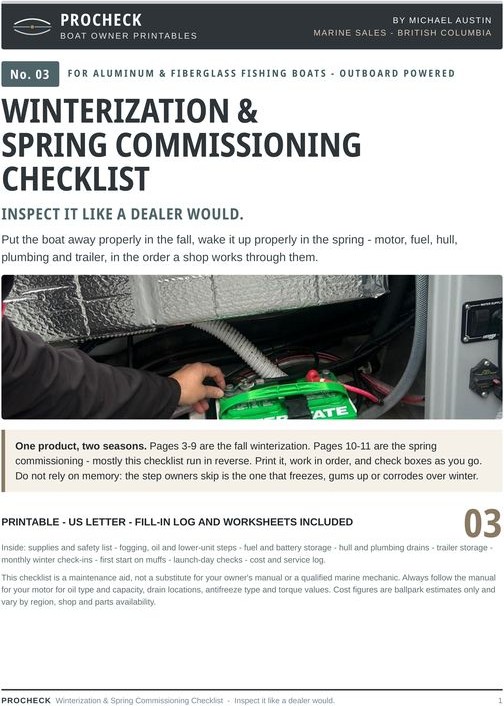 PROCHECK
BOAT OWNER PRINTABLES
BY MICHAEL AUSTIN
MARINE SALES - BRITISH COLUMBIA
No. 03
FOR ALUMINUM & FIBERGLASS FISHING BOATS - OUTBOARD POWERED
WINTERIZATION &
SPRING COMMISSIONING
CHECKLIST
INSPECT IT LIKE A DEALER WOULD.
Put the boat away properly in the fall, wake it up properly in the spring - motor, fuel, hull,
plumbing and trailer, in the order a shop works through them.
One product, two seasons. Pages 3-9 are the fall winterization. Pages 10-11 are the spring
commissioning - mostly this checklist run in reverse. Print it, work in order, and check boxes as you go.
Do not rely on memory: the step owners skip is the one that freezes, gums up or corrodes over winter.
PRINTABLE - US LETTER - FILL-IN LOG AND WORKSHEETS INCLUDED
03
Inside: supplies and safety list - fogging, oil and lower-unit steps - fuel and battery storage - hull and plumbing drains - trailer storage -
monthly winter check-ins - first start on muffs - launch-day checks - cost and service log.
This checklist is a maintenance aid, not a substitute for your owner's manual or a qualified marine mechanic. Always follow the manual
for your motor for oil type and capacity, drain locations, antifreeze type and torque values. Cost figures are ballpark estimates only and
vary by region, shop and parts availability.
PROCHECK Winterization & Spring Commissioning Checklist - Inspect it like a dealer would.
1